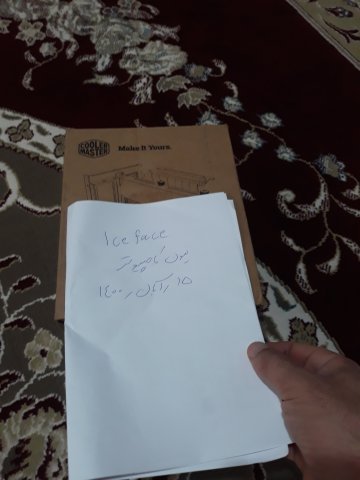 COOLER MASTER
Make It Yours.
Ice face
کامپیوتر
۱۵ / آبان / ۱۴۰۰